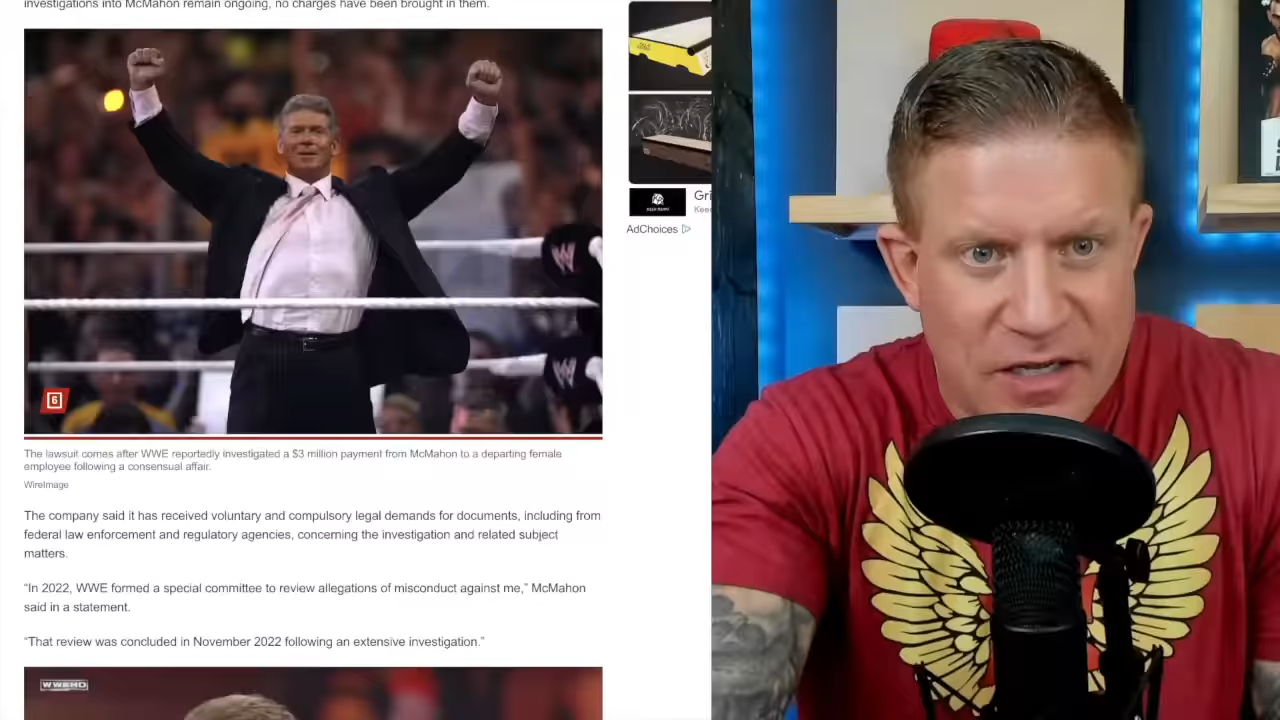 investigations into McMahon remain ongoing, no charges have been brought in them.
Gri
Keep
AdChoices
6
The lawsuit comes after WWE reportedly investigated a $3 million payment from McMahon to a departing female
employee following a consensual affair.
WireImage
The company said it has received voluntary and compulsory legal demands for documents, including from
federal law enforcement and regulatory agencies, concerning the investigation and related subject
matters.
“In 2022, WWE formed a special committee to review allegations of misconduct against me,” McMahon
said in a statement.
“That review was concluded in November 2022 following an extensive investigation.”
WWEHD